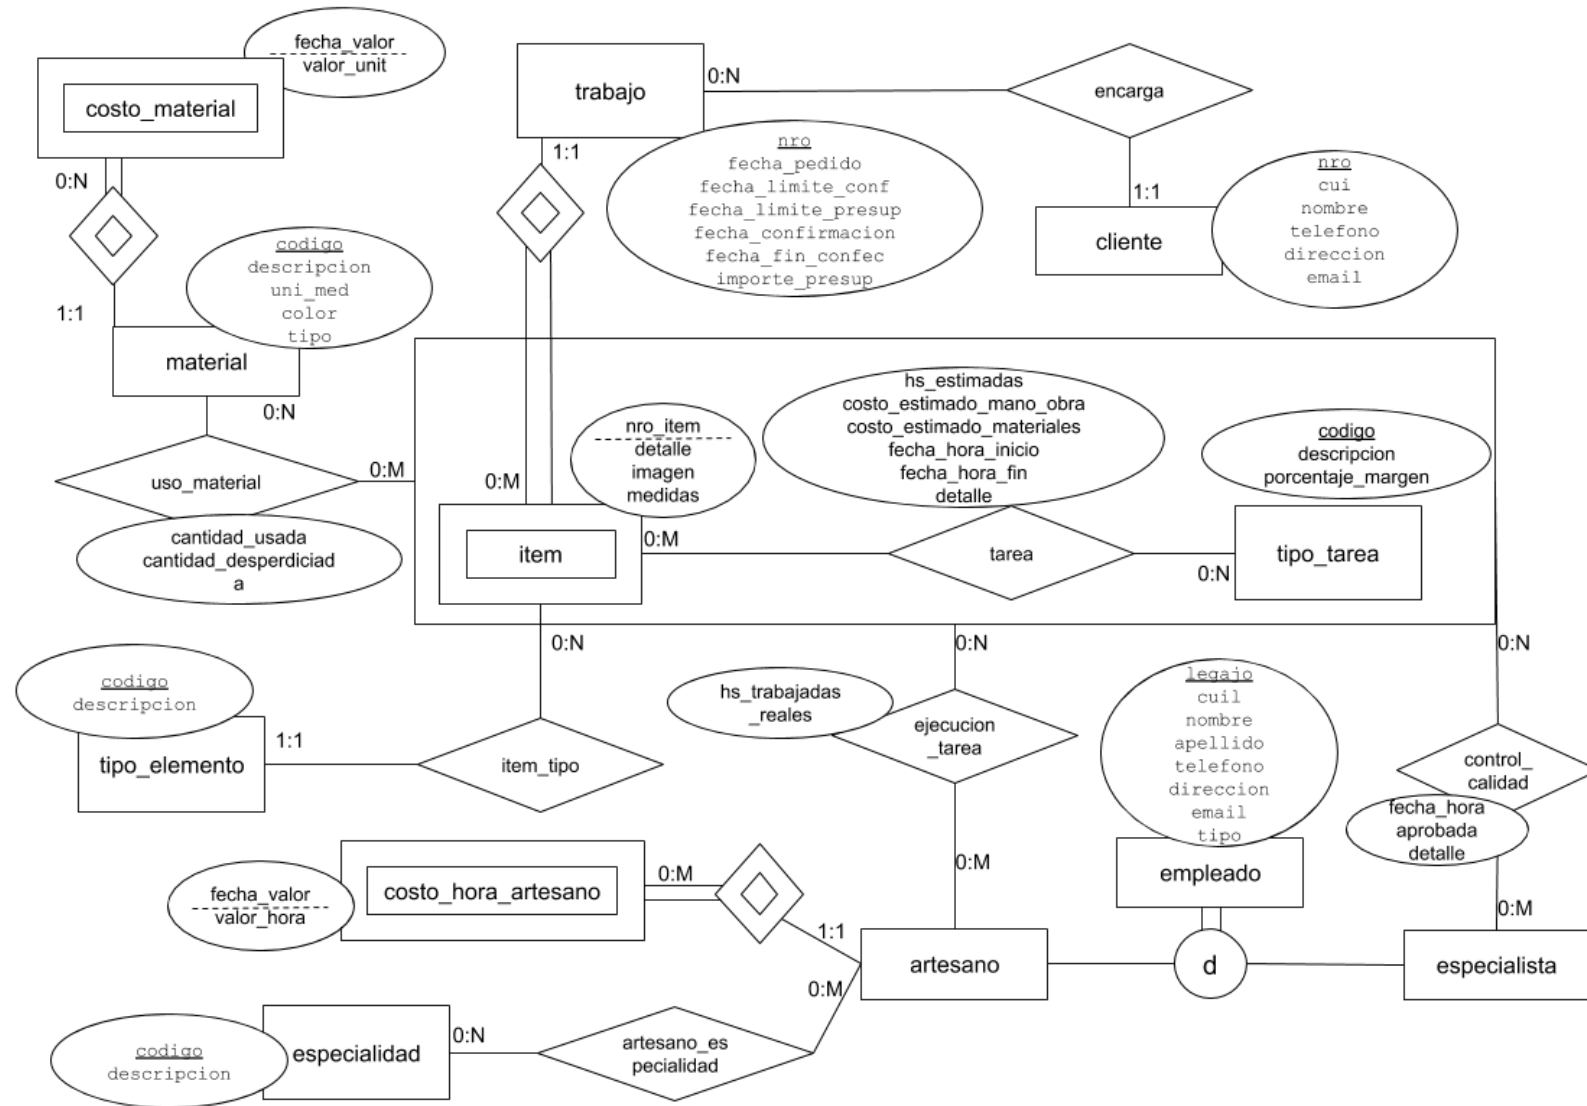 fecha_valor
valor_unit
costo_material
0:N
1:1
trabajo
0:N
encarga
1:1
nro
fecha_pedido
fecha_limite_conf
fecha_limite_presup
fecha_confirmacion
fecha_fin_confec
importe_presup
1:1
cliente
nro
cui
nombre
telefono
direccion
email
codigo
descripcion
uni_med
color
tipo
material
0:N
uso_material
0:M
cantidad_usada
cantidad_desperdiciad
a
0:M
nro_item
detalle
imagen
medidas
item
0:M
hs_estimadas
costo_estimado_mano_obra
costo_estimado_materiales
fecha_hora_inicio
fecha_hora_fin
detalle
tarea
0:N
codigo
descripcion
porcentaje_margen
tipo_tarea
0:N
0:N
0:N
codigo
descripcion
tipo_elemento
1:1
item_tipo
hs_trabajadas
_reales
ejecucion
_tarea
0:M
legajo
cuil
nombre
apellido
telefono
direccion
email
tipo
empleado
control_
calidad
fecha_hora
aprobada
detalle
0:M
fecha_valor
valor_hora
costo_hora_artesano
0:M
1:1
artesano
d
especialista
0:M
codigo
descripcion
especialidad
0:N
artesano_es
pecialidad